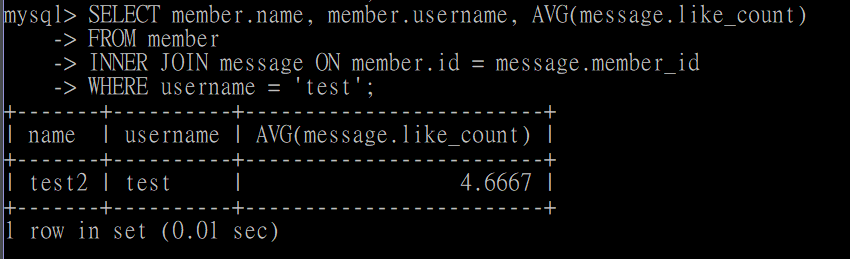 mysql> SELECT member.name, member.username, AVG(message.like_count)
    -> FROM member
    -> INNER JOIN message ON member.id = message.member_id
    -> WHERE username = 'test';
+-------+----------+-------------------------+
| name  | username | AVG(message.like_count) |
+-------+----------+-------------------------+
| test2 | test     |                  4.6667 |
+-------+----------+-------------------------+
1 row in set (0.01 sec)